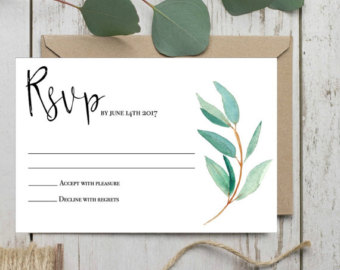 Rsvp
BY JUNE 14TH 2017
ACCEPT WITH PLEASURE
DECLINE WITH REGRETS